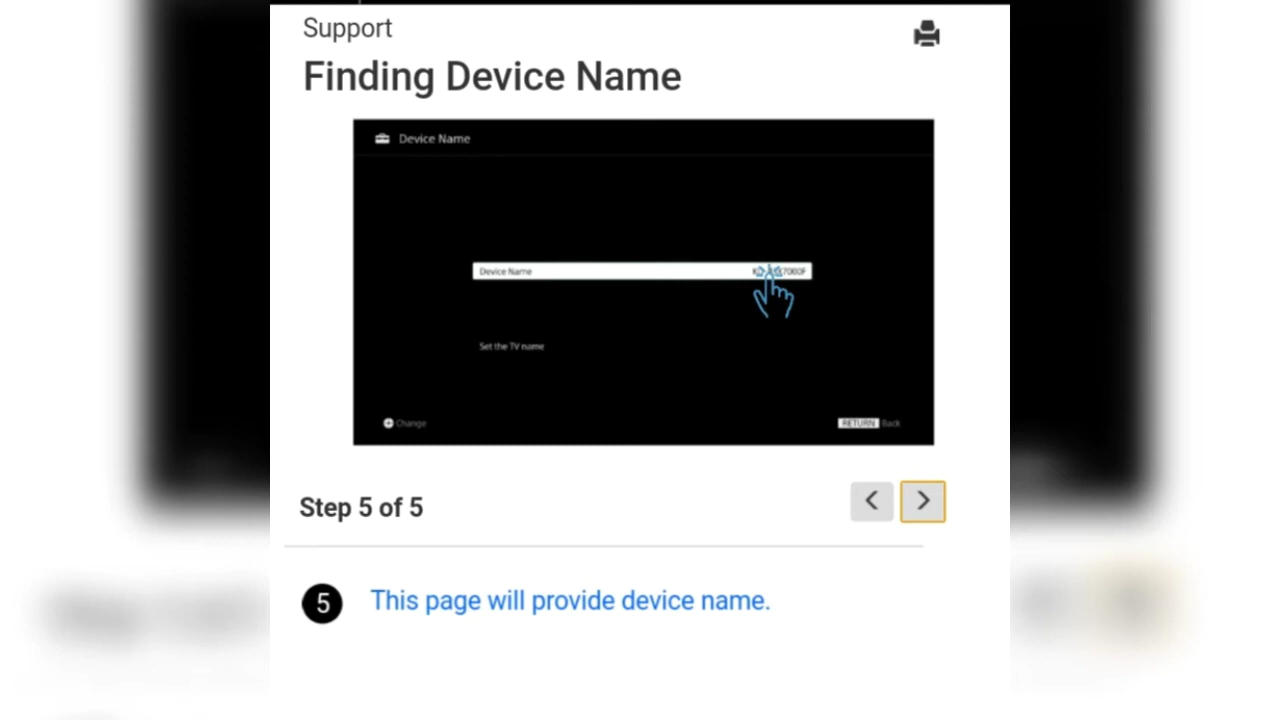 Support
Finding Device Name
Device Name
Device Name
Set the TV name
Change
RETURN Back
Step 5 of 5
5 This page will provide device name.